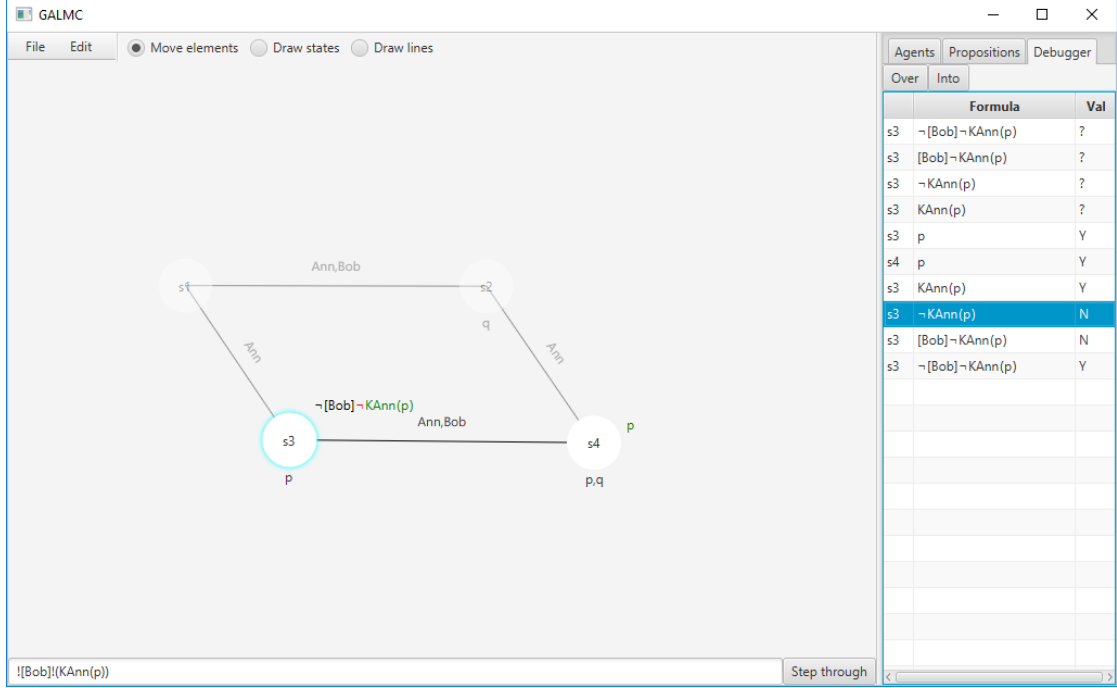 GALMC
File Edit Move elements Draw states Draw lines
Agents Propositions Debugger
Over Into
Formula Val
s3 ¬[Bob]¬KAnn(p) ?
s3 [Bob]¬KAnn(p) ?
s3 ¬KAnn(p) ?
s3 KAnn(p) ?
s3 p Y
s4 p Y
s3 KAnn(p) Y
s3 ¬KAnn(p) N
s3 [Bob]¬KAnn(p) N
s3 ¬[Bob]¬KAnn(p) Y
Ann,Bob
s1 s2
q
Ann Ann
¬[Bob]¬KAnn(p)
Ann,Bob p
s3 s4
p p,q
![Bob]!(KAnn(p)) Step through